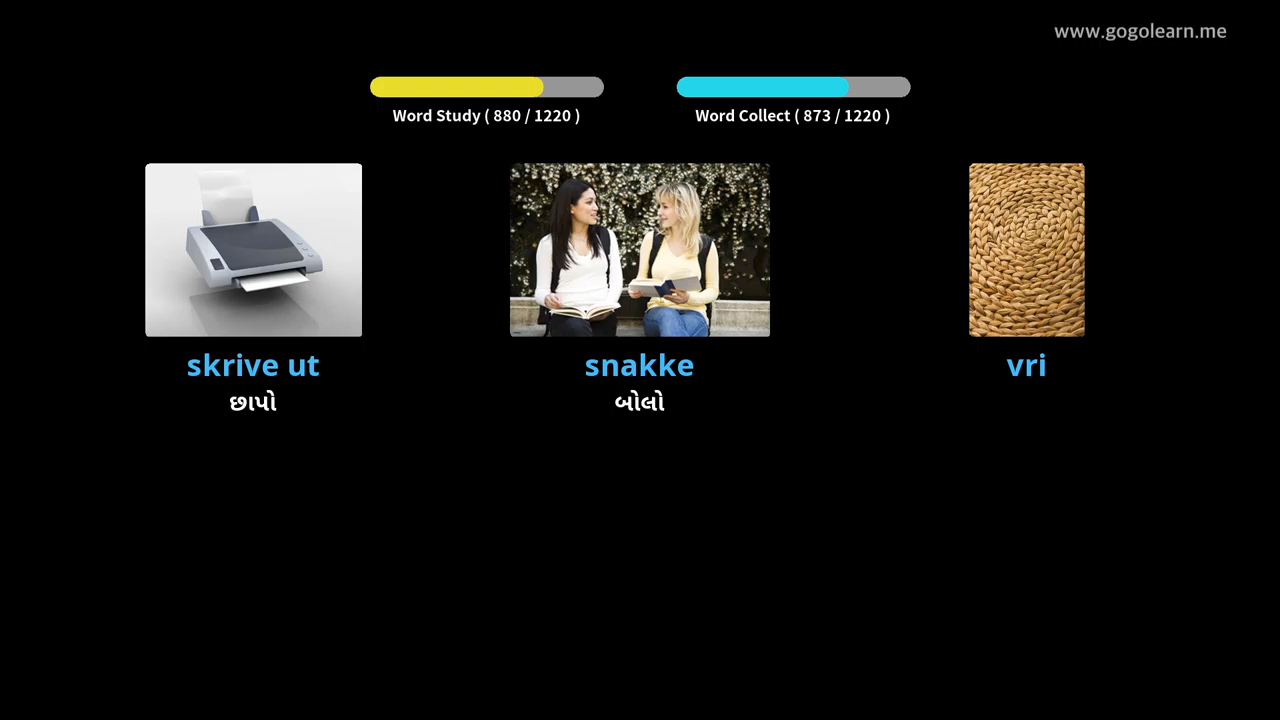 www.gogolearn.me
Word Study ( 880 / 1220 )
Word Collect ( 873 / 1220 )
skrive ut
છાપો
snakke
બોલો
vri